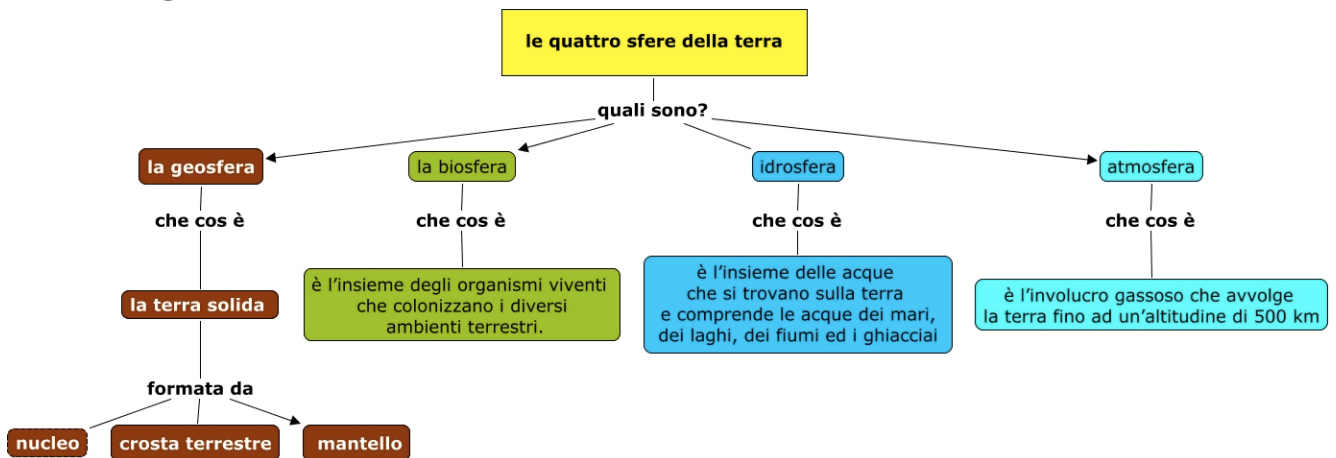 le quattro sfere della terra
quali sono?
la geosfera
la biosfera
idrosfera
atmosfera
che cos è
che cos è
che cos è
che cos è
la terra solida
è l'insieme degli organismi viventi
che colonizzano i diversi
ambienti terrestri.
è l'insieme delle acque
che si trovano sulla terra
e comprende le acque dei mari,
dei laghi, dei fiumi ed i ghiacciai
è l'involucro gassoso che avvolge
la terra fino ad un'altitudine di 500 km
formata da
nucleo
crosta terrestre
mantello